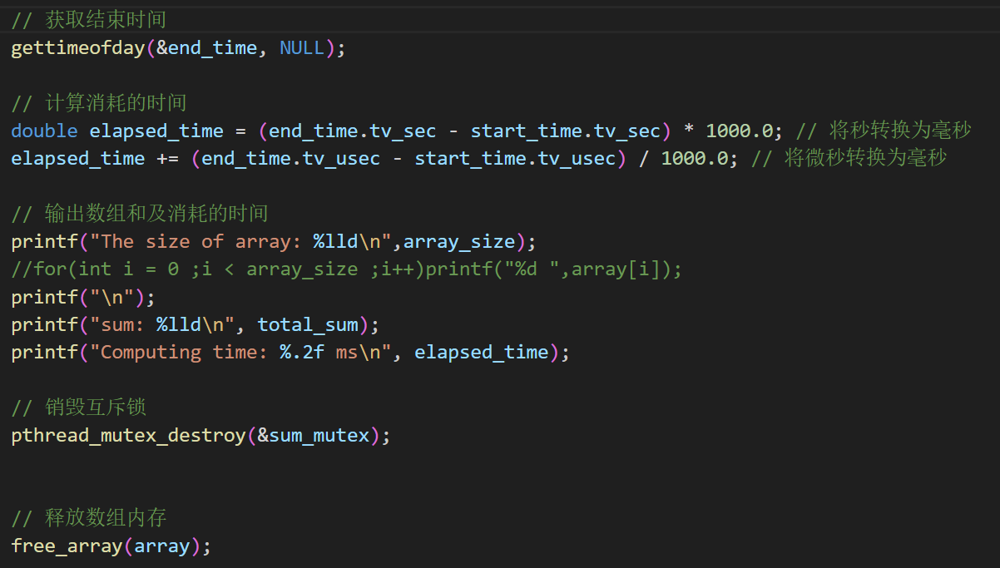 // 获取结束时间
gettimeofday(&end_time, NULL);
// 计算消耗的时间
double elapsed_time = (end_time.tv_sec - start_time.tv_sec) * 1000.0; // 将秒转换为毫秒
elapsed_time += (end_time.tv_usec - start_time.tv_usec) / 1000.0; // 将微秒转换为毫秒
// 输出数组和及消耗的时间
printf("The size of array: %lld\n",array_size);
//for(int i = 0 ;i < array_size ;i++)printf("%d ",array[i]);
printf("\n");
printf("sum: %lld\n", total_sum);
printf("Computing time: %.2f ms\n", elapsed_time);
// 销毁互斥锁
pthread_mutex_destroy(&sum_mutex);
// 释放数组内存
free_array(array);